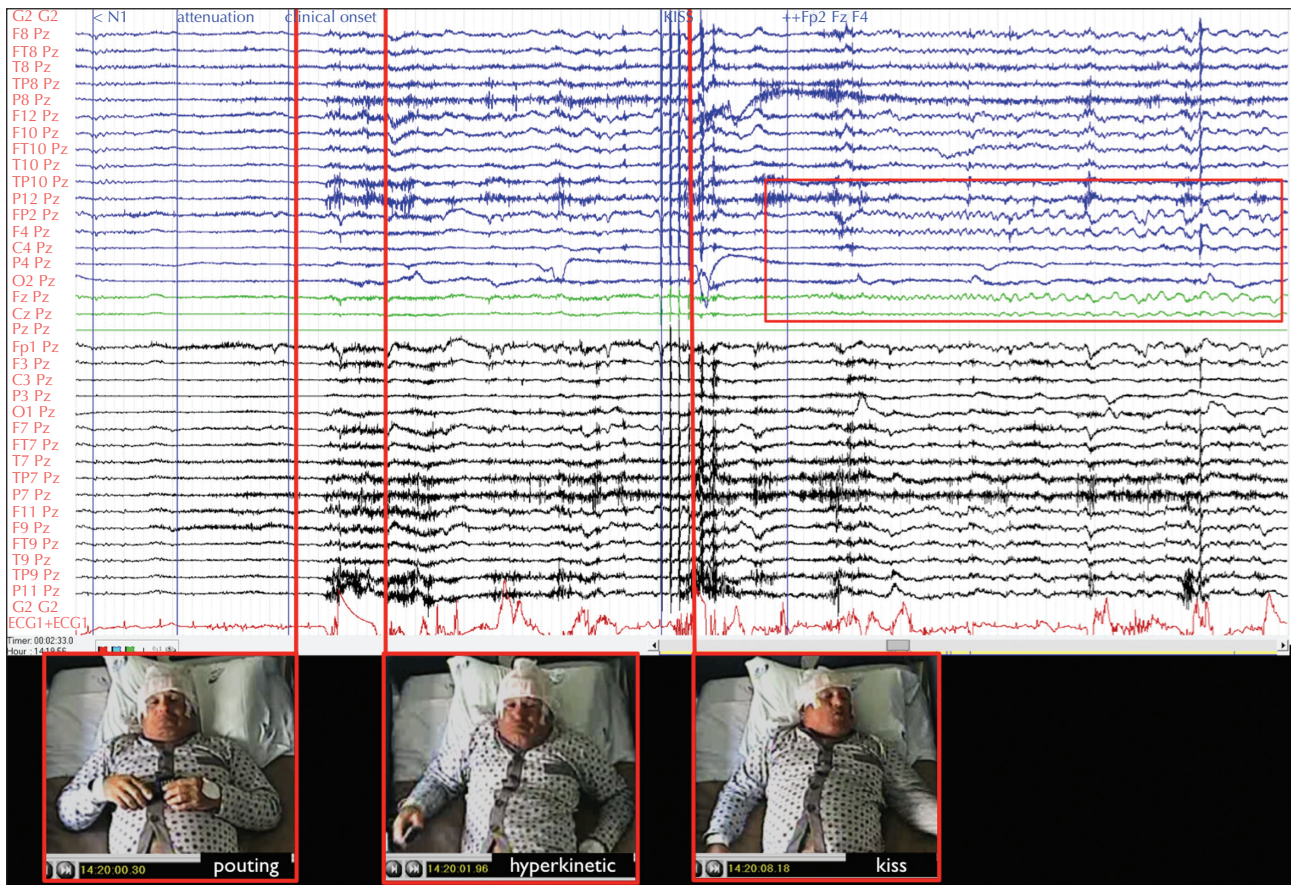 < N1 attenuation clinical onset KISS ++Fp2 Fz F4
G2 G2
F8 Pz
FT8 Pz
T8 Pz
TP8 Pz
P8 Pz
F12 Pz
F10 Pz
FT10 Pz
T10 Pz
TP10 Pz
P12 Pz
FP2 Pz
F4 Pz
C4 Pz
P4 Pz
O2 Pz
Fz Pz
Cz Pz
Pz Pz
Fp1 Pz
F3 Pz
C3 Pz
P3 Pz
O1 Pz
F7 Pz
FT7 Pz
T7 Pz
TP7 Pz
P7 Pz
F11 Pz
F9 Pz
FT9 Pz
T9 Pz
TP9 Pz
P11 Pz
G2 G2
ECG1+ECG1
Timer: 00:02:33.0
Hour : 14:19:56
14:20:00.30 pouting
14:20:01.96 hyperkinetic
14:20:08.18 kiss